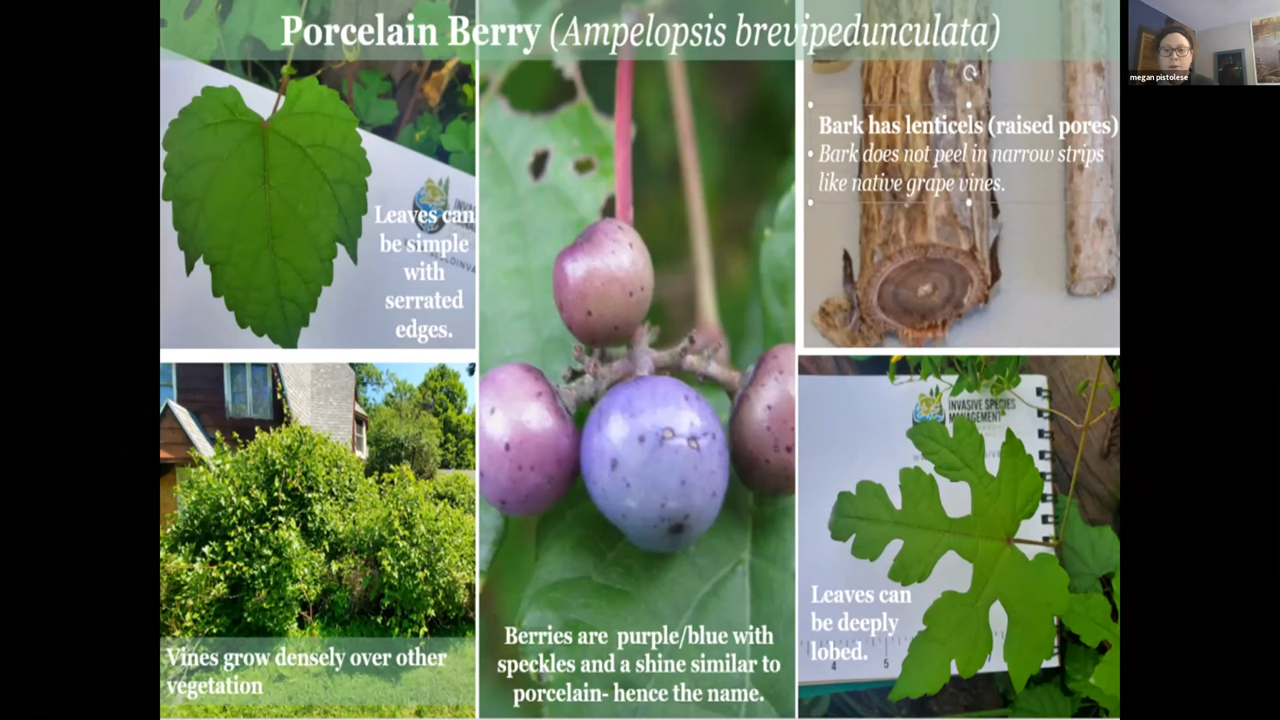 Porcelain Berry (Ampelopsis brevipedunculata)
megan pistolese
Leaves can
be simple
with
serrated
edges.
Bark has lenticels (raised pores)
• Bark does not peel in narrow strips
like native grape vines.
INVASIVE SPECIES
MANAGEMENT
Vines grow densely over other
vegetation
Berries are purple/blue with
speckles and a shine similar to
porcelain- hence the name.
Leaves can
be deeply
lobed.
4 5